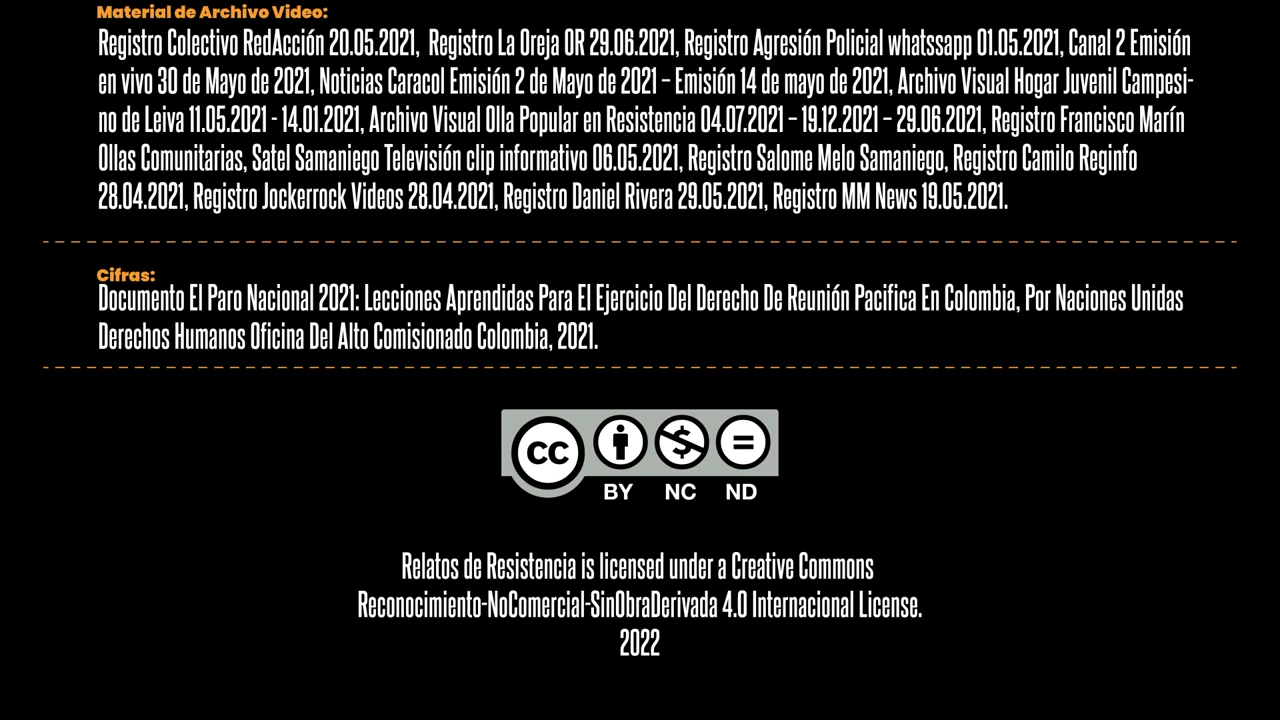 Material de Archivo Video:
Registro Colectivo RedAcción 20.05.2021,  Registro La Oreja OR 29.06.2021, Registro Agresión Policial whatssapp 01.05.2021, Canal 2 Emisión
en vivo 30 de Mayo de 2021, Noticias Caracol Emisión 2 de Mayo de 2021 – Emisión 14 de mayo de 2021, Archivo Visual Hogar Juvenil Campesi-
no de Leiva 11.05.2021 - 14.01.2021, Archivo Visual Olla Popular en Resistencia 04.07.2021 – 19.12.2021 – 29.06.2021, Registro Francisco Marín
Ollas Comunitarias, Satel Samaniego Televisión clip informativo 06.05.2021, Registro Salome Melo Samaniego, Registro Camilo Reginfo
28.04.2021, Registro Jockerrock Videos 28.04.2021, Registro Daniel Rivera 29.05.2021, Registro MM News 19.05.2021.
Cifras:
Documento El Paro Nacional 2021: Lecciones Aprendidas Para El Ejercicio Del Derecho De Reunión Pacifica En Colombia, Por Naciones Unidas
Derechos Humanos Oficina Del Alto Comisionado Colombia, 2021.
CC
BY NC ND
Relatos de Resistencia is licensed under a Creative Commons
Reconocimiento-NoComercial-SinObraDerivada 4.0 Internacional License.
2022